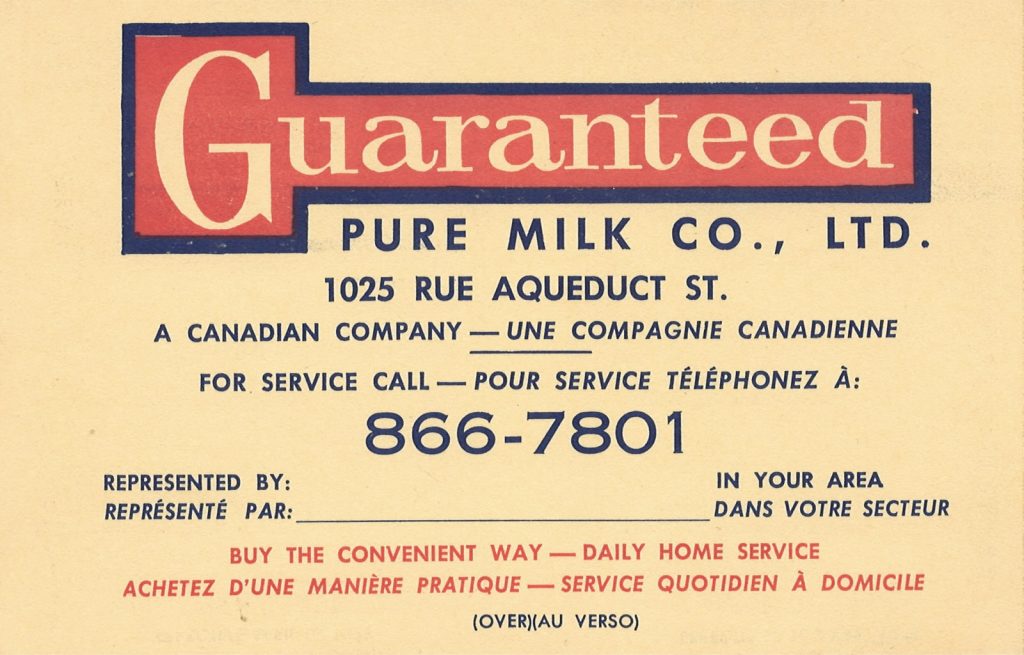 Guaranteed
PURE MILK CO., LTD.
1025 RUE AQUEDUCT ST.
A CANADIAN COMPANY — UNE COMPAGNIE CANADIENNE
FOR SERVICE CALL — POUR SERVICE TÉLÉPHONEZ À:
866-7801
REPRESENTED BY: IN YOUR AREA
REPRÉSENTÉ PAR:____________________ DANS VOTRE SECTEUR
BUY THE CONVENIENT WAY — DAILY HOME SERVICE
ACHETEZ D'UNE MANIÈRE PRATIQUE — SERVICE QUOTIDIEN À DOMICILE
(OVER)(AU VERSO)